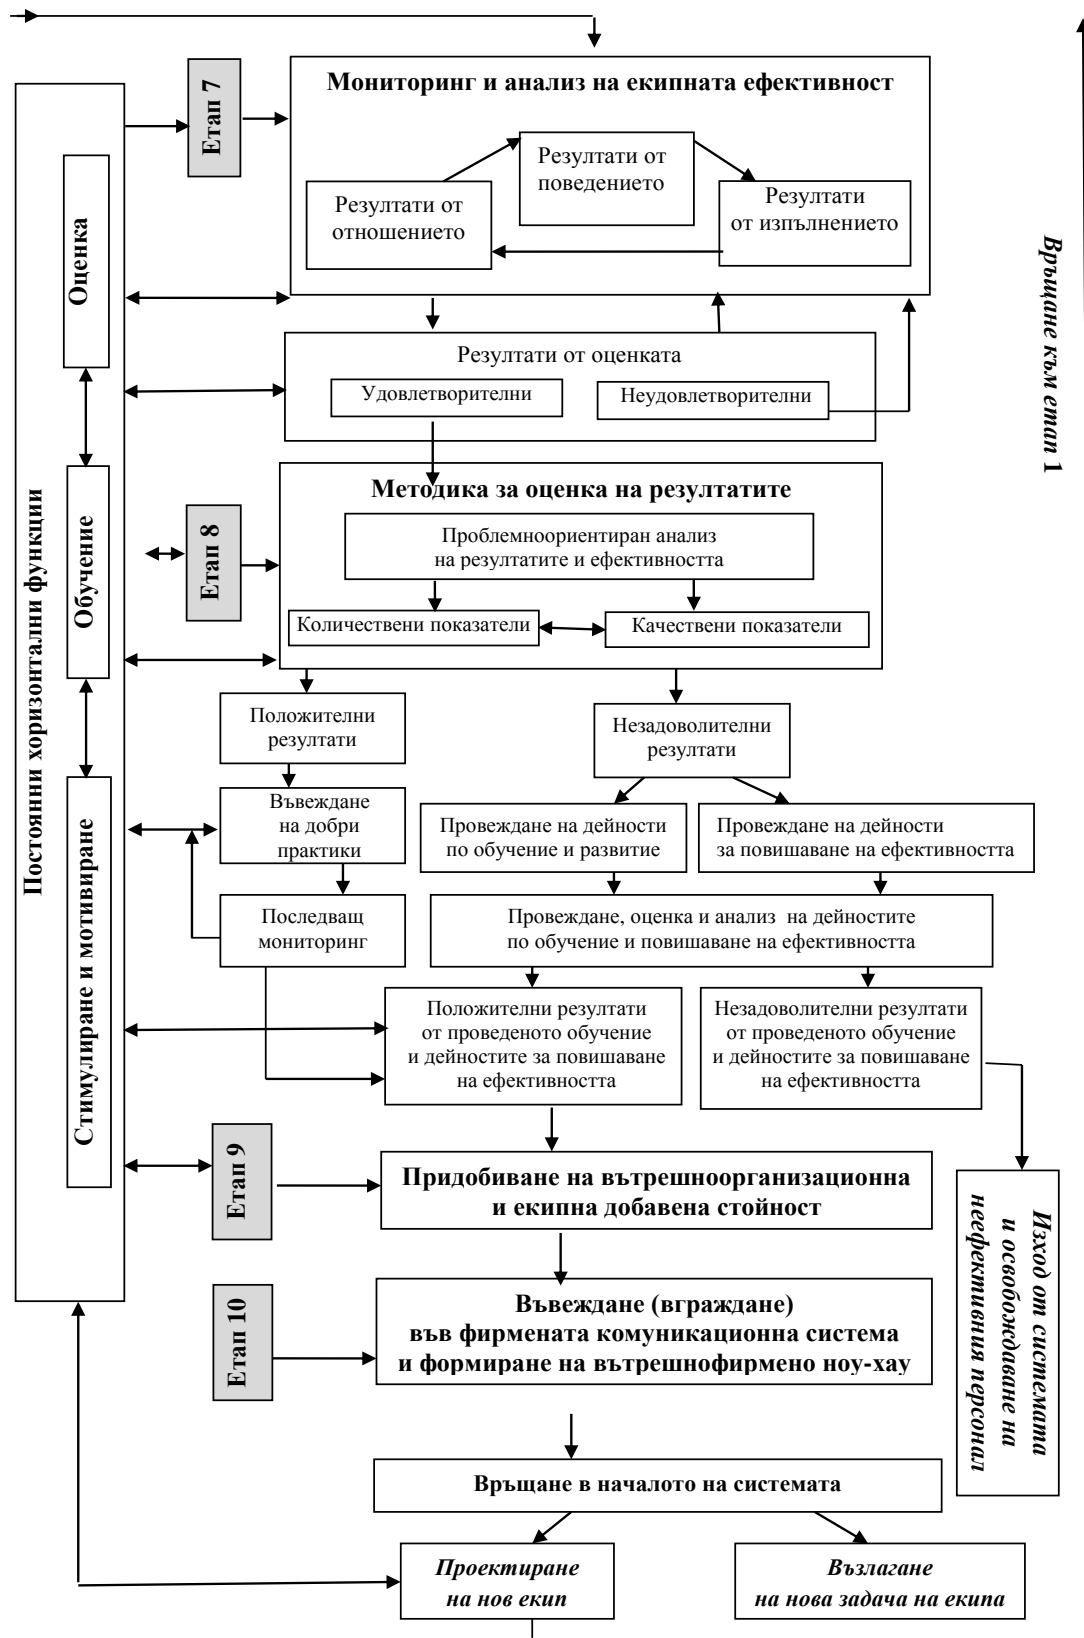 Мониторинг и анализ на екипната ефективност
Етап 7
Резултати от
поведението
Резултати от
отношението
Резултати
от изпълнението
Връщане към етап 1
Постоянни хоризонтални функции
Оценка
Обучение
Стимулиране и мотивиране
Резултати от оценката
Удовлетворителни
Неудовлетворителни
Етап 8
Методика за оценка на резултатите
Проблемноориентиран анализ
на резултатите и ефективността
Количествени показатели
Качествени показатели
Положителни
резултати
Незадоволителни
резултати
Въвеждане
на добри
практики
Провеждане на дейности
по обучение и развитие
Провеждане на дейности
за повишаване на ефективността
Последващ
мониторинг
Провеждане, оценка и анализ на дейностите
по обучение и повишаване на ефективността
Положителни резултати
от проведеното обучение
и дейностите за повишаване
на ефективността
Незадоволителни резултати
от проведеното обучение
и дейностите за повишаване
на ефективността
Етап 9
Придобиване на вътрешноорганизационна
и екипна добавена стойност
Изход от системата
и освобождаване на
неефективния персонал
Етап 10
Въвеждане (вграждане)
във фирмената комуникационна система
и формиране на вътрешнофирмено ноу-хау
Връщане в началото на системата
Проектиране
на нов екип
Възлагане
на нова задача на екипа